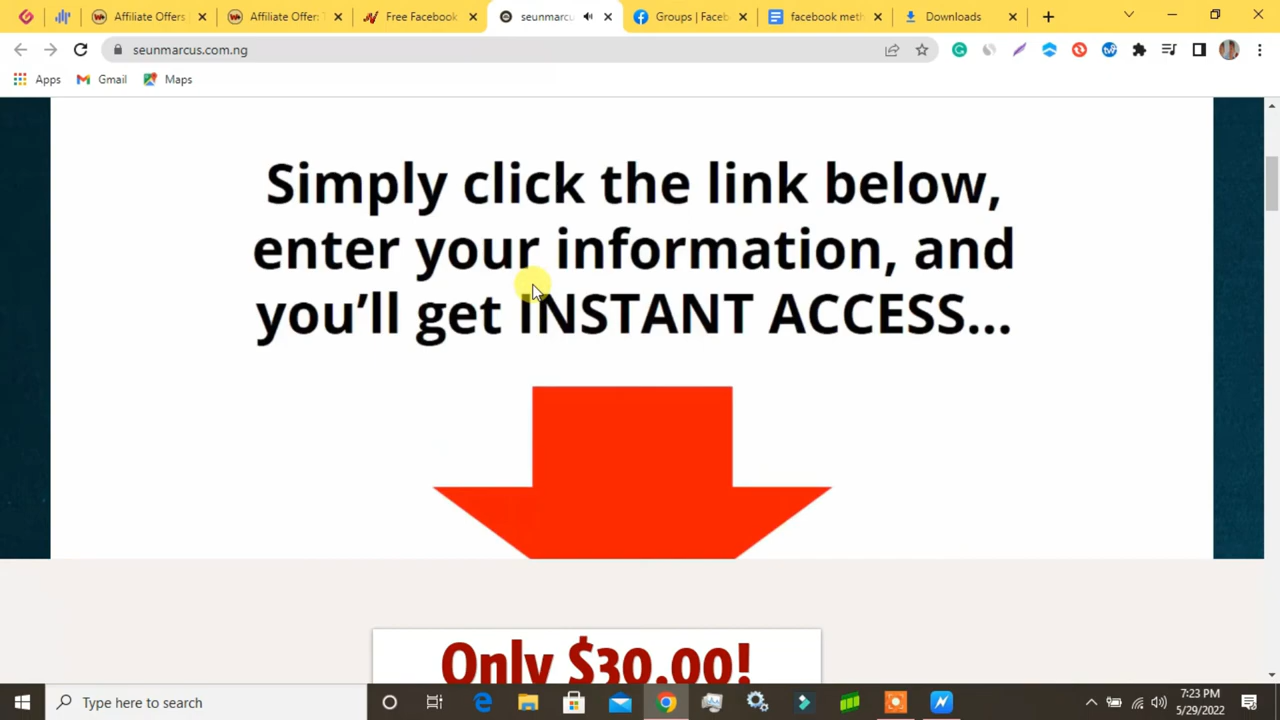 Affiliate Offers
Affiliate Offer: T
Free Facebook
seunmarcu
Groups | Faceb
facebook meth
Downloads
seunmarcus.com.ng
Apps
Gmail
Maps
Simply click the link below,
enter your information, and
you'll get INSTANT ACCESS...
Only $30.00!
Type here to search
7:23 PM
5/29/2022